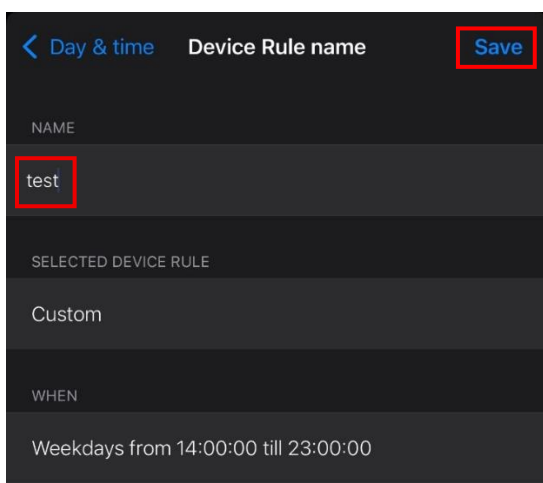 Day & time Device Rule name Save
NAME
test
SELECTED DEVICE RULE
Custom
WHEN
Weekdays from 14:00:00 till 23:00:00